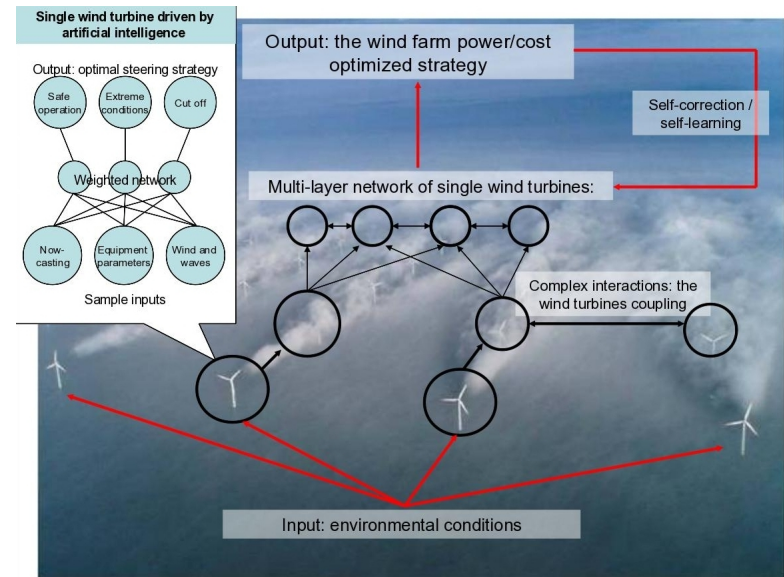 Single wind turbine driven by
artificial intelligence
Output: optimal steering strategy
Safe
operation
Extreme
conditions
Cut off
Weighted network
Now-
casting
Equipment
parameters
Wind and
waves
Sample inputs
Output: the wind farm power/cost
optimized strategy
Self-correction /
self-learning
Multi-layer network of single wind turbines:
Complex interactions: the
wind turbines coupling
Input: environmental conditions